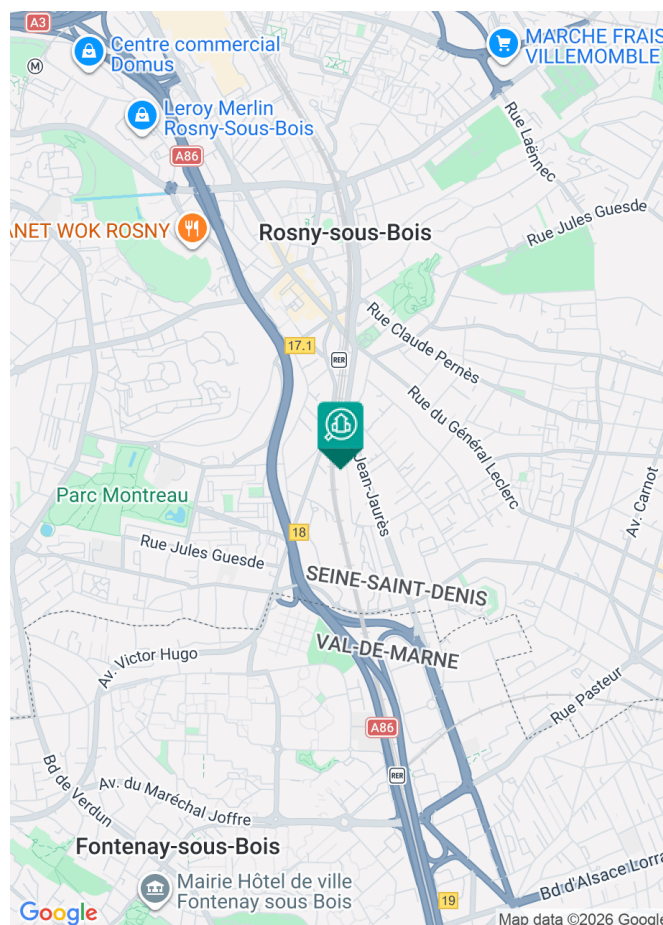 A3
Centre commercial
Domus
MARCHE FRAIS
VILLEMOMBLE
M
Leroy Merlin
Rosny-Sous-Bois
Rue Laënnec
A86
ANET WOK ROSNY
Rosny-sous-Bois
Rue Jules Guesde
17.1
RER
Rue Claude Pernès
Rue du Général Leclerc
Jean-Jaurès
Parc Montreau
Av. Carnot
18
Rue Jules Guesde
SEINE-SAINT-DENIS
VAL-DE-MARNE
Av. Victor Hugo
Rue Pasteur
A86
RER
Bd de Verdun
Av. du Maréchal Joffre
Fontenay-sous-Bois
Mairie Hôtel de ville
Fontenay sous Bois
19
Bd d'Alsace Lorra
Google
Map data ©2026 Google